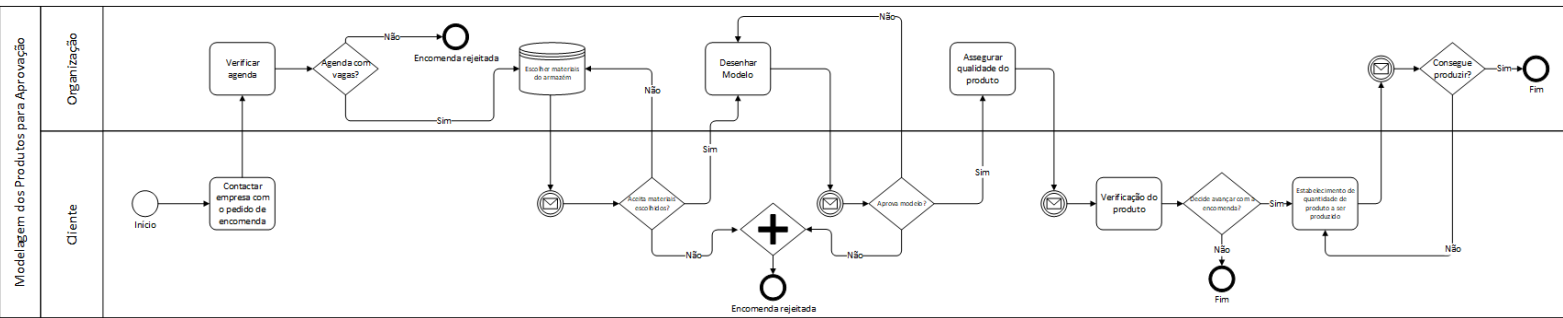 Modelagem dos Produtos para Aprovação
Organização
Cliente
Inicio
Contactar
empresa com
o pedido de
encomenda
Verificar
agenda
Agenda com
vagas?
Não
Encomenda rejeitada
Sim
Escolher materiais
do armazém
Não
Aceita materiais
escolhidos?
Sim
Não
Desenhar
Modelo
Não
Aprova modelo?
Não
Encomenda rejeitada
Sim
Assegurar
qualidade do
produto
Verificação do
produto
Decide avançar com a
encomenda?
Não
Fim
Sim
Estabelecimento de
quantidade de
produto a ser
produzido
Consegue
produzir?
Sim
Fim
Não